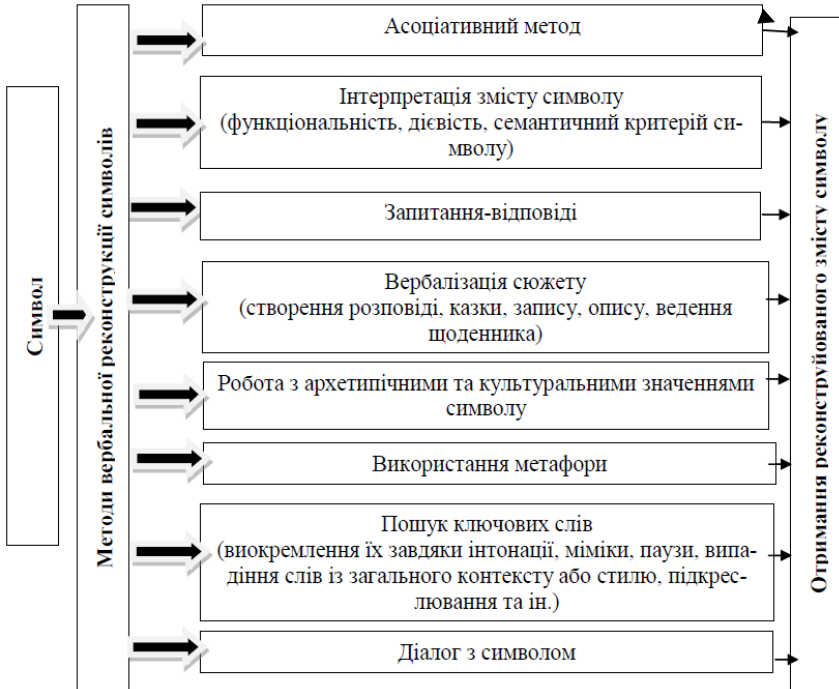 Символ
Методи вербальної реконструкції символів
Асоціативний метод
Інтерпретація змісту символу
(функціональність, дієвість, семантичний критерій си-
мволу)
Запитання-відповіді
Вербалізація сюжету
(створення розповіді, казки, запису, опису, ведення
щоденника)
Робота з архетипічними та культуральними значеннями
символу
Використання метафори
Пошук ключових слів
(виокремлення їх завдяки інтонації, міміки, паузи, випа-
діння слів із загального контексту або стилю, підкрес-
лювання та ін.)
Діалог з символом
Отримання реконструйованого змісту символу